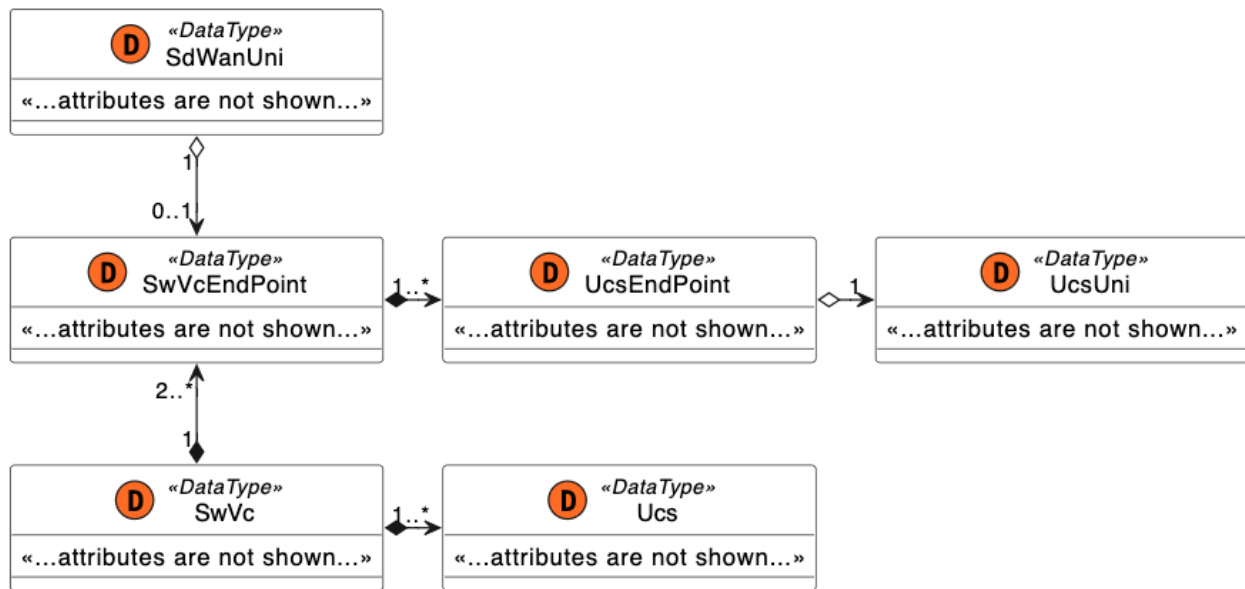 «DataType»
D
SdWanUni
«...attributes are not shown...»
1
0..1
«DataType»
D
SwVcEndPoint
«...attributes are not shown...»
1..*
«DataType»
D
UcsEndPoint
«...attributes are not shown...»
1
«DataType»
D
UcsUni
«...attributes are not shown...»
2..*
1
«DataType»
D
SwVc
«...attributes are not shown...»
1..*
«DataType»
D
Ucs
«...attributes are not shown...»